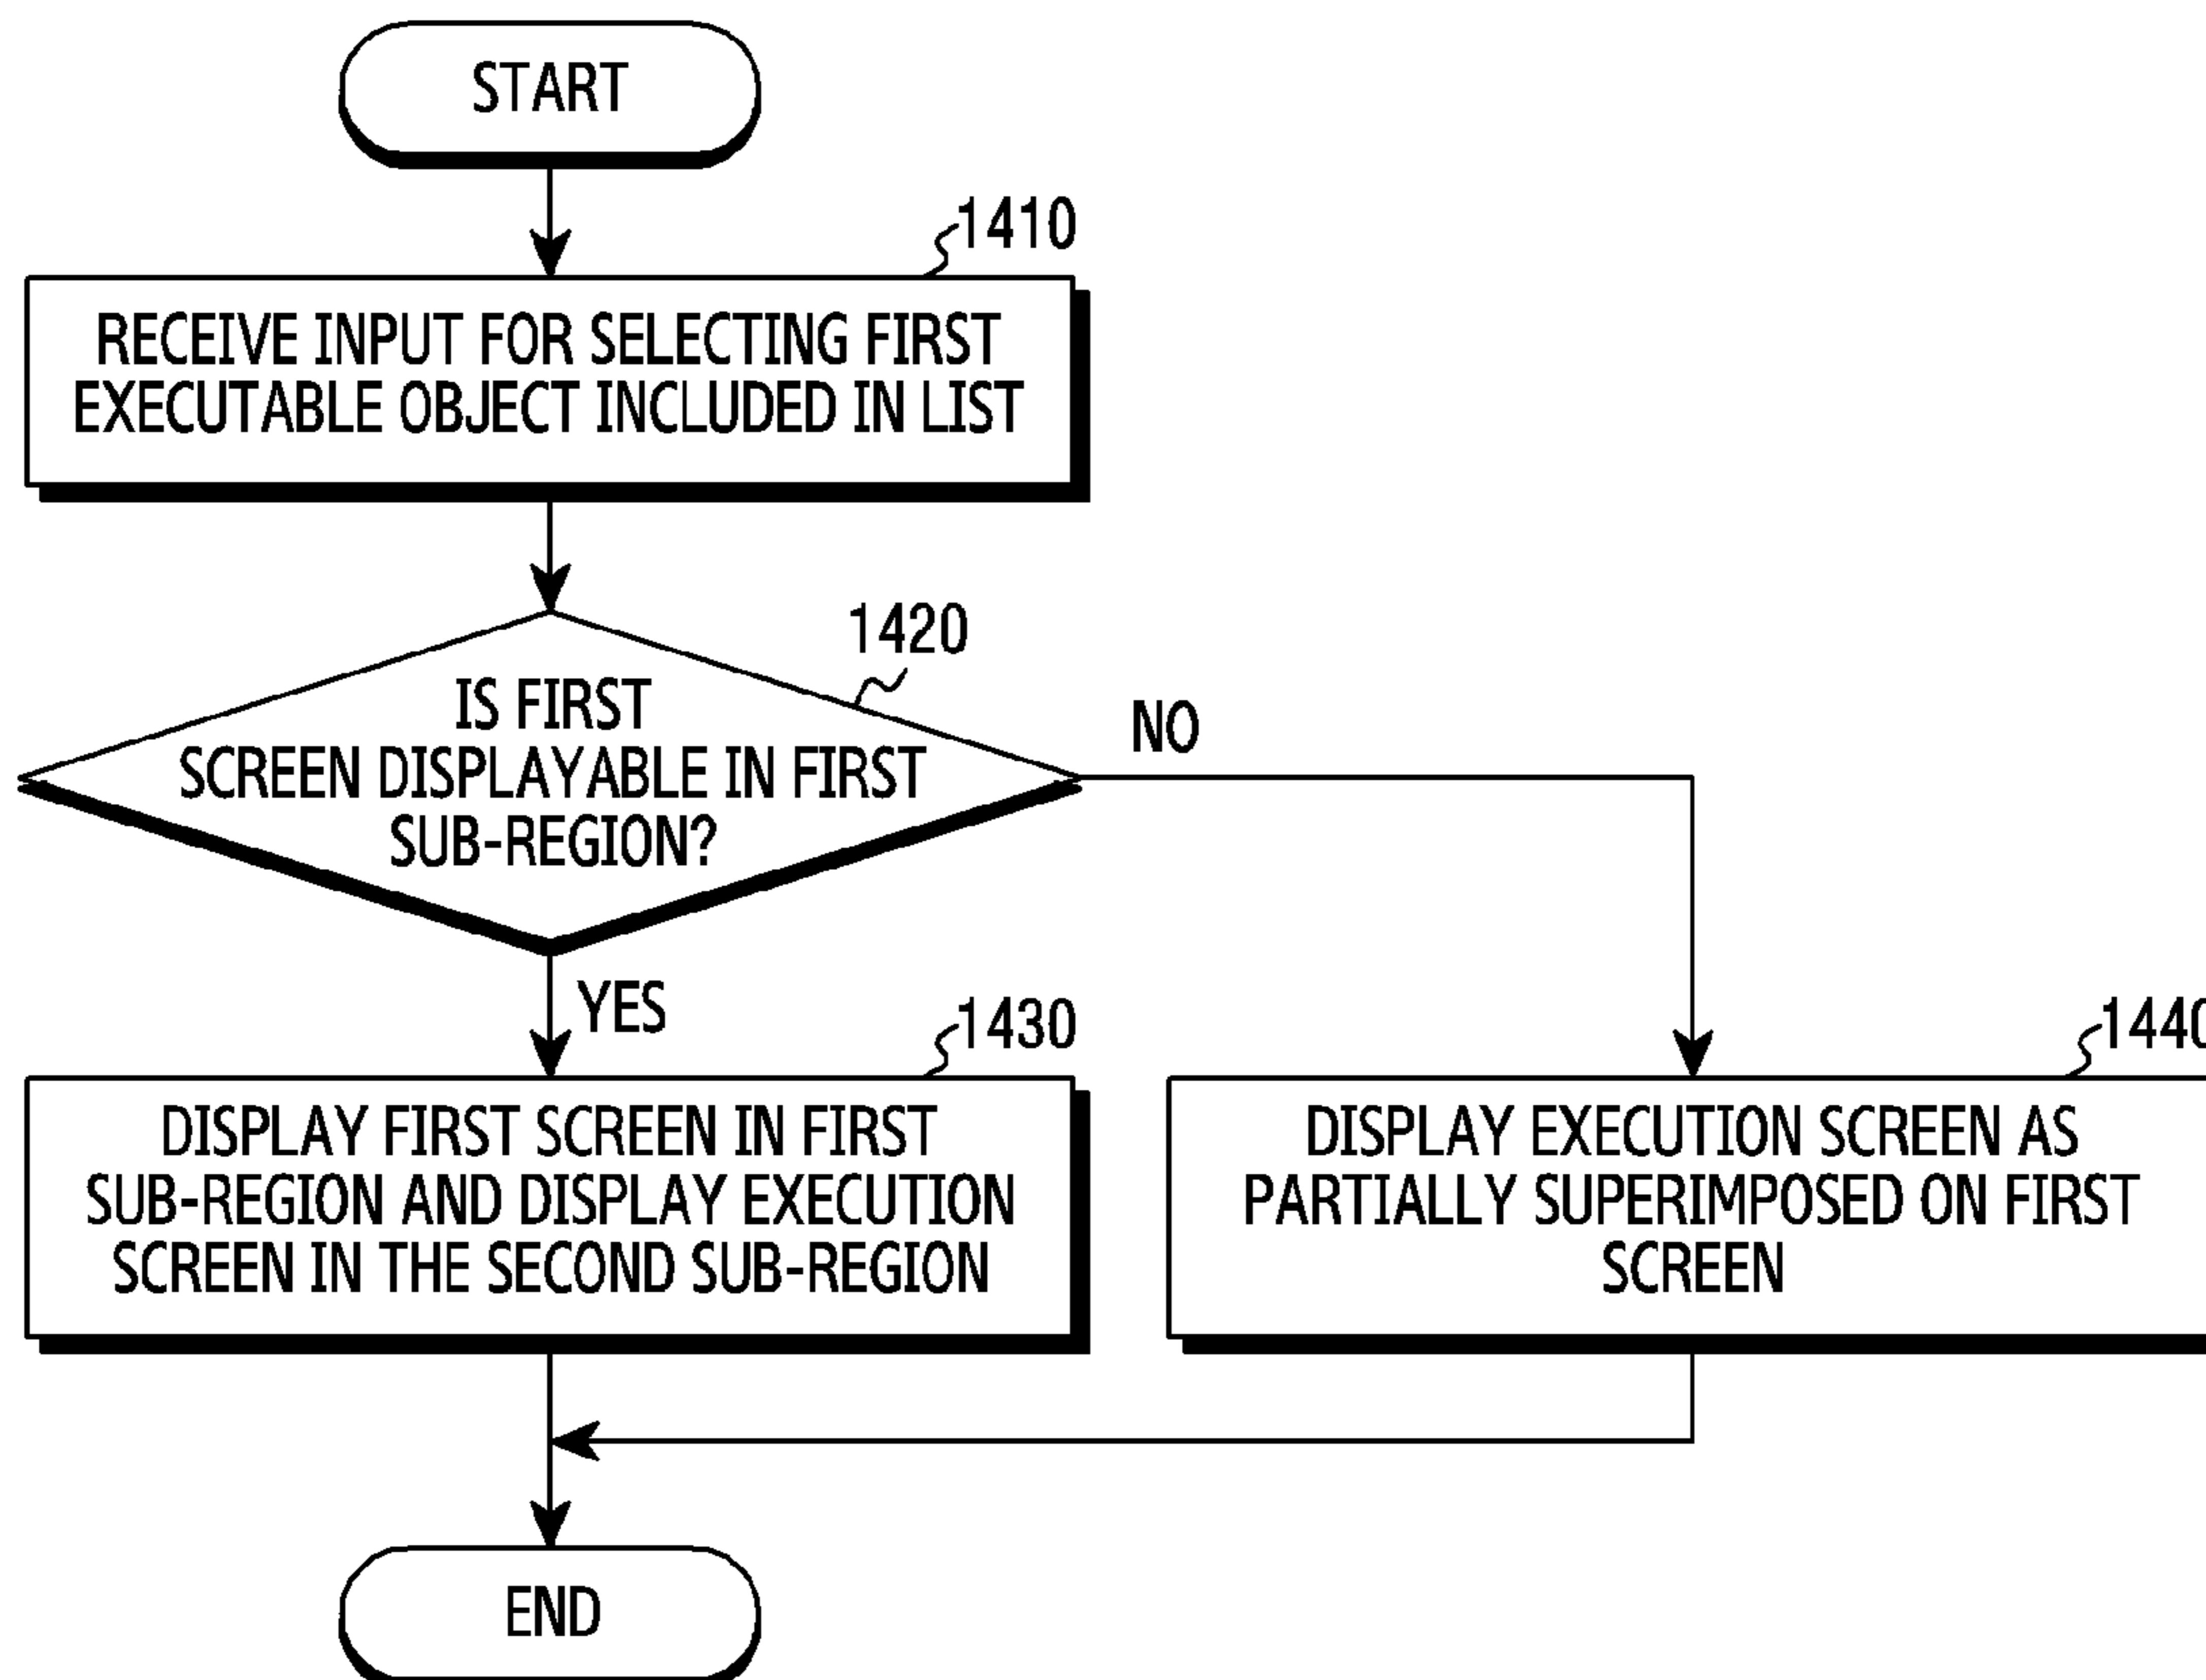 START
1410
RECEIVE INPUT FOR SELECTING FIRST
EXECUTABLE OBJECT INCLUDED IN LIST
1420
IS FIRST
SCREEN DISPLAYABLE IN FIRST
SUB-REGION?
NO
YES
1430
DISPLAY FIRST SCREEN IN FIRST
SUB-REGION AND DISPLAY EXECUTION
SCREEN IN THE SECOND SUB-REGION
1440
DISPLAY EXECUTION SCREEN AS
PARTIALLY SUPERIMPOSED ON FIRST
SCREEN
END